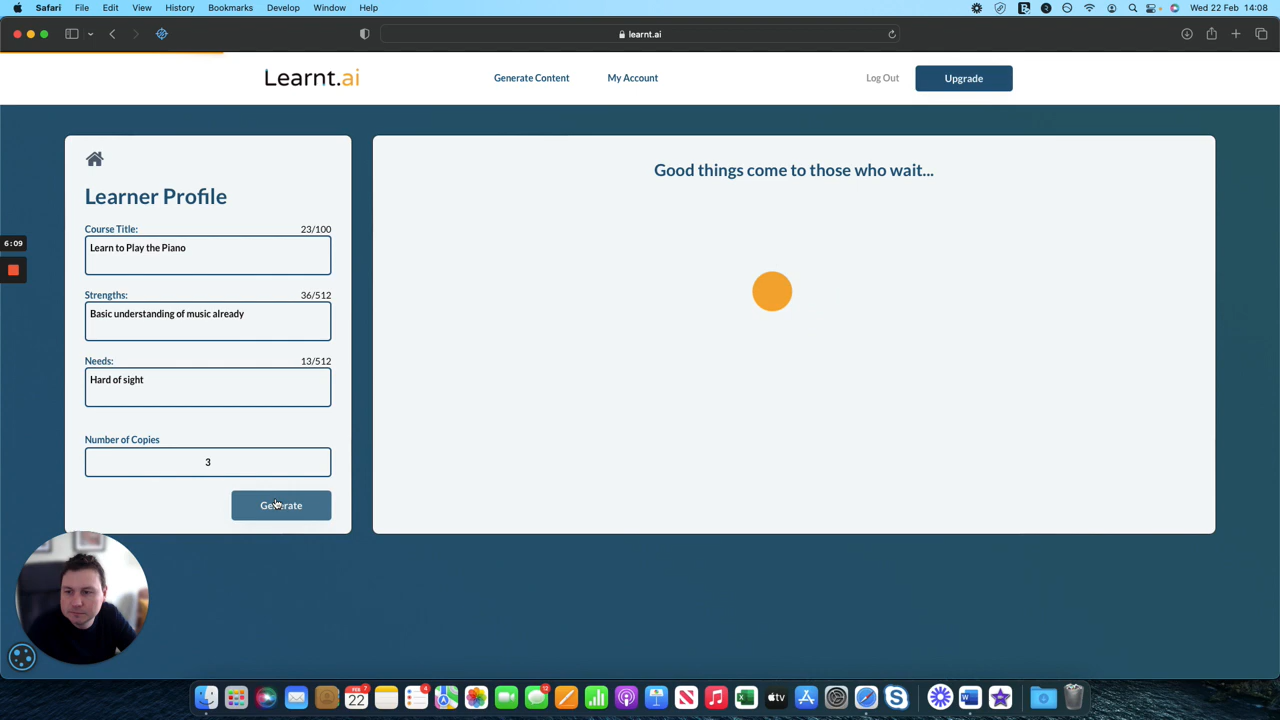 Safari File Edit View History Bookmarks Develop Window Help Wed 22 Feb 14:08
learnt.ai
Learnt.ai Generate Content My Account Log Out Upgrade
Good things come to those who wait...
Learner Profile
Course Title: 23/100
Learn to Play the Piano
6:09
Strengths: 36/512
Basic understanding of music already
Needs: 13/512
Hard of sight
Number of Copies
3
Generate